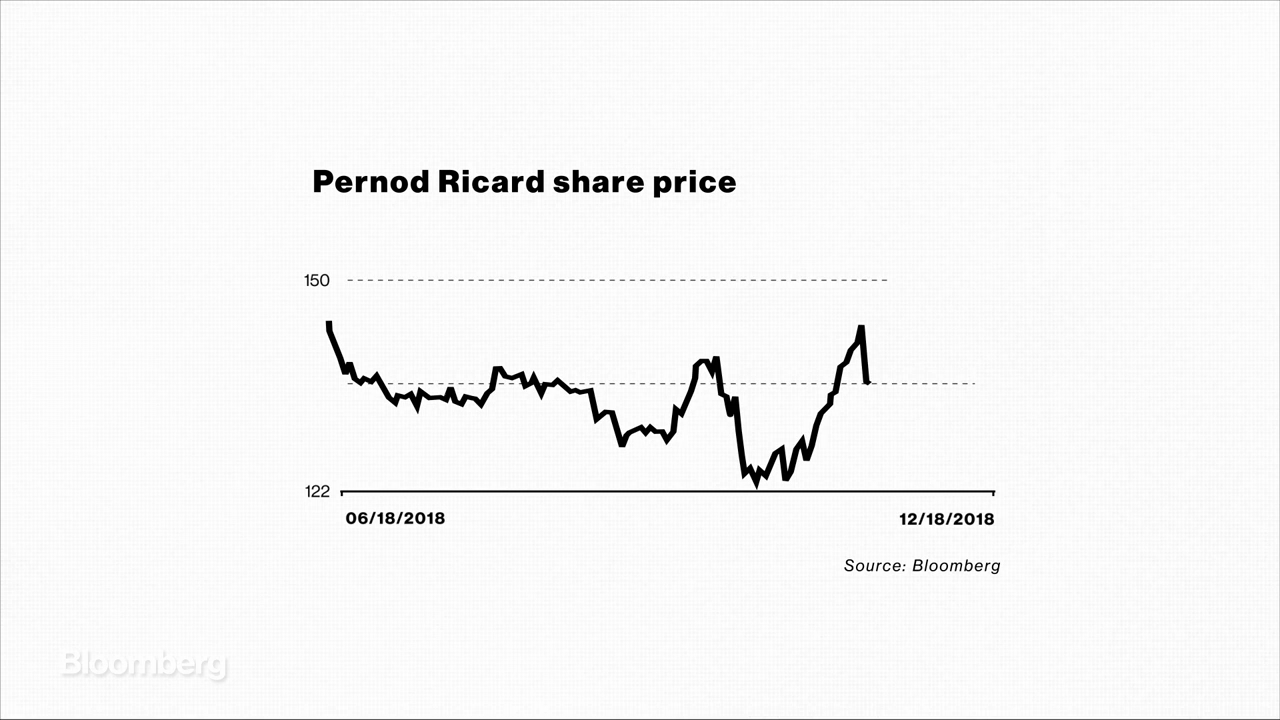 Pernod Ricard share price
150
122
06/18/2018
12/18/2018
Source: Bloomberg
Bloomberg